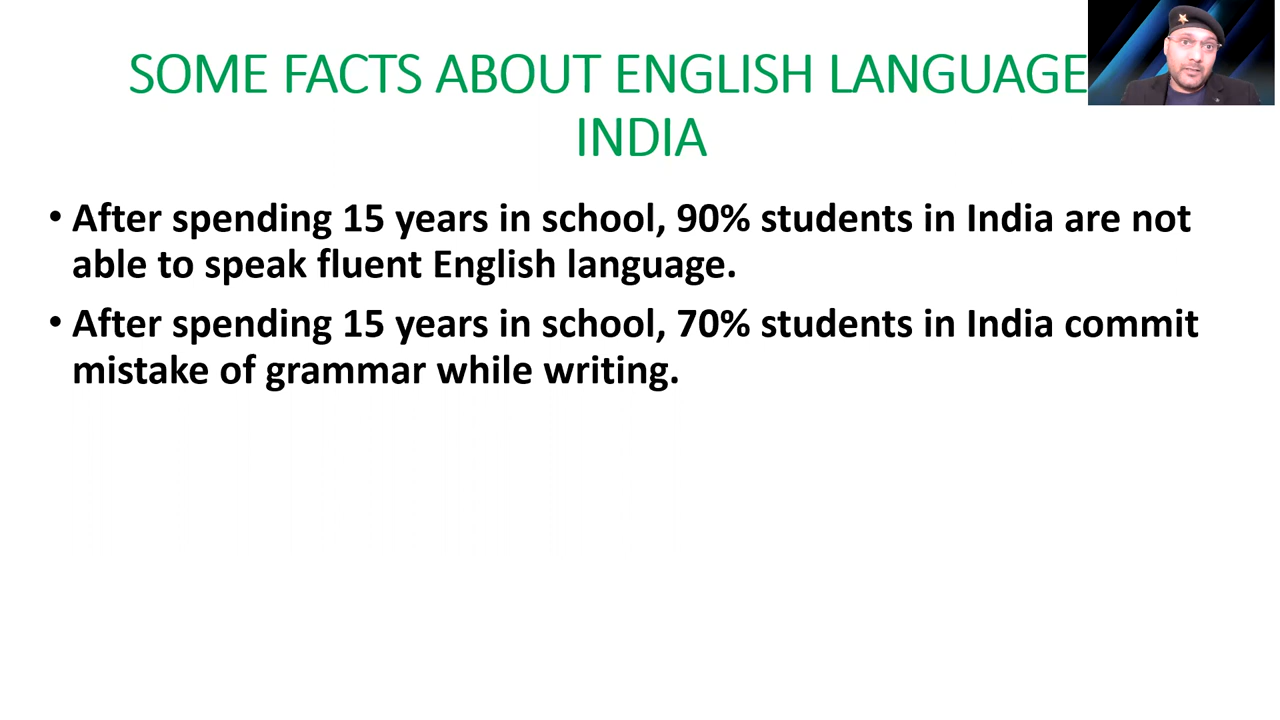 SOME FACTS ABOUT ENGLISH LANGUAGE
INDIA
• After spending 15 years in school, 90% students in India are not
able to speak fluent English language.
• After spending 15 years in school, 70% students in India commit
mistake of grammar while writing.